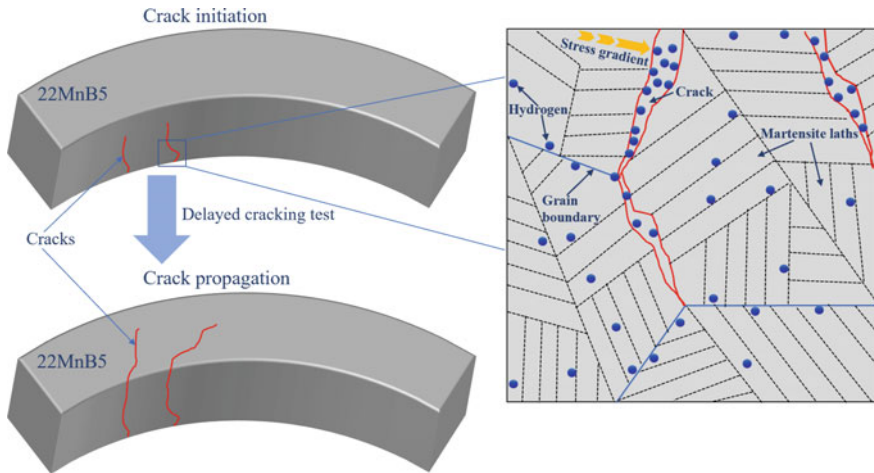 Crack initiation
22MnB5
Delayed cracking test
Cracks
Crack propagation
22MnB5
Stress gradient
Crack
Hydrogen
Martensite laths
Grain
boundary